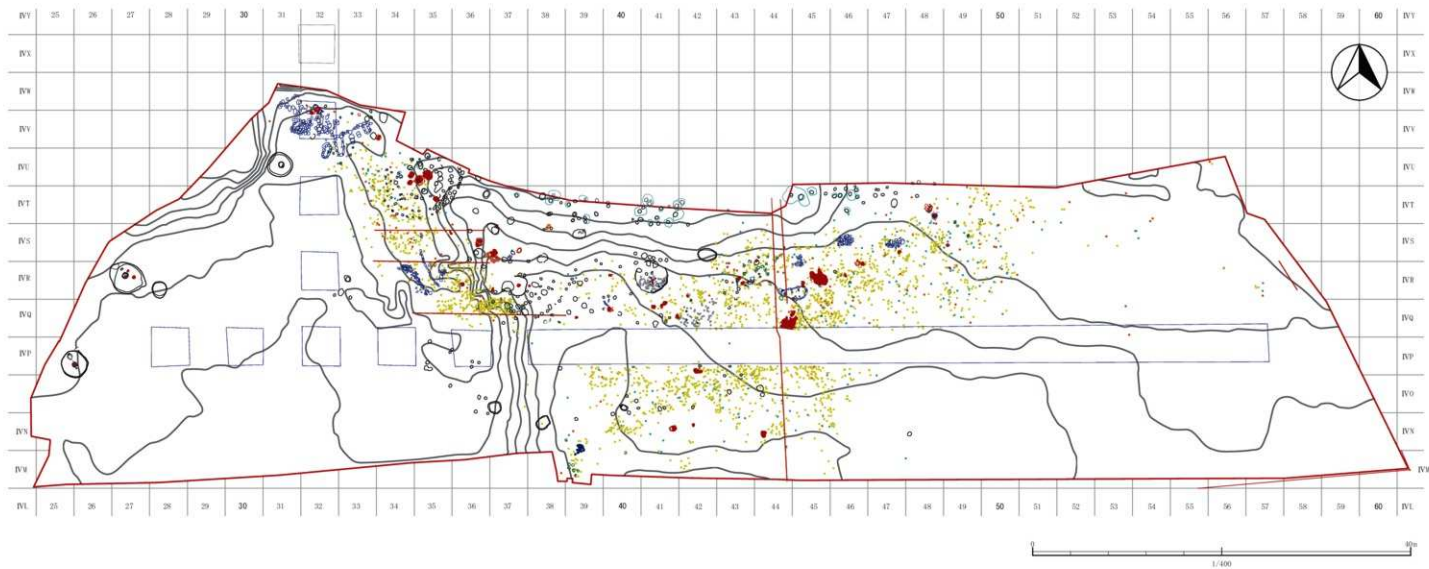 IVY 25 26 27 28 29 30 31 32 33 34 35 36 37 38 39 40 41 42 43 44 45 46 47 48 49 50 51 52 53 54 55 56 57 58 59 60 IVY
IVX IVX
IVW IVW
IVV IVV
IVU IVU
IVT IVT
IVS IVS
IVR IVR
IVQ IVQ
IVP IVP
IVO IVO
IVN IVN
IVM IVM
IVL 25 26 27 28 29 30 31 32 33 34 35 36 37 38 39 40 41 42 43 44 45 46 47 48 49 50 51 52 53 54 55 56 57 58 59 60 IVL
0 40m
1/400